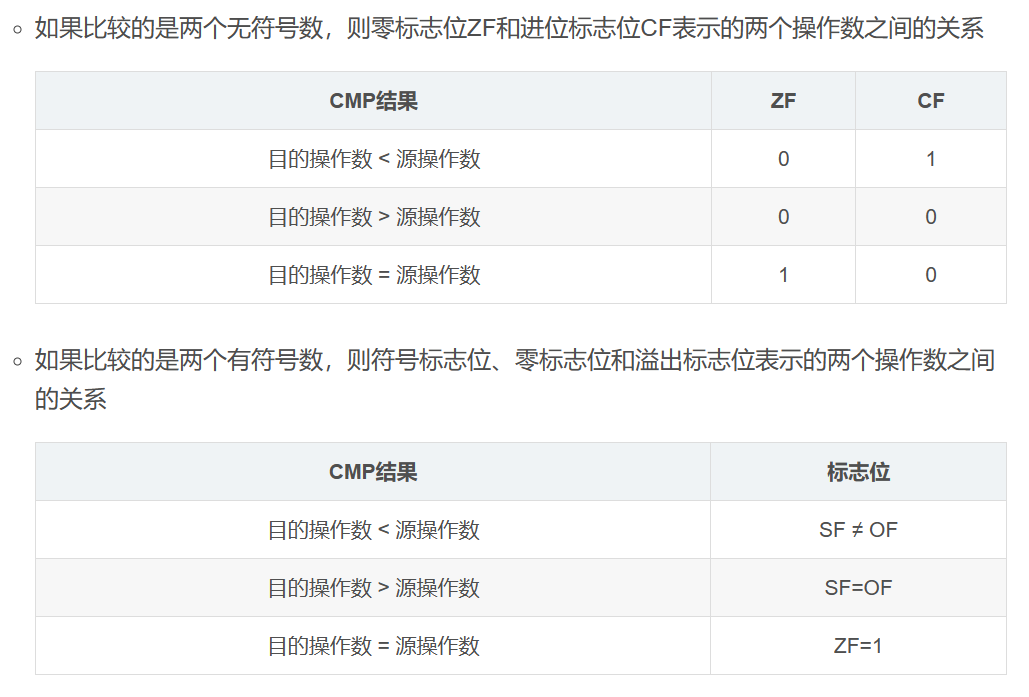 如果比较的是两个无符号数，则零标志位ZF和进位标志位CF表示的两个操作数之间的关系
CMP结果 ZF CF
目的操作数 < 源操作数 0 1
目的操作数 > 源操作数 0 0
目的操作数 = 源操作数 1 0
如果比较的是两个有符号数，则符号标志位、零标志位和溢出标志位表示的两个操作数之间
的关系
CMP结果 标志位
目的操作数 < 源操作数 SF ≠ OF
目的操作数 > 源操作数 SF=OF
目的操作数 = 源操作数 ZF=1